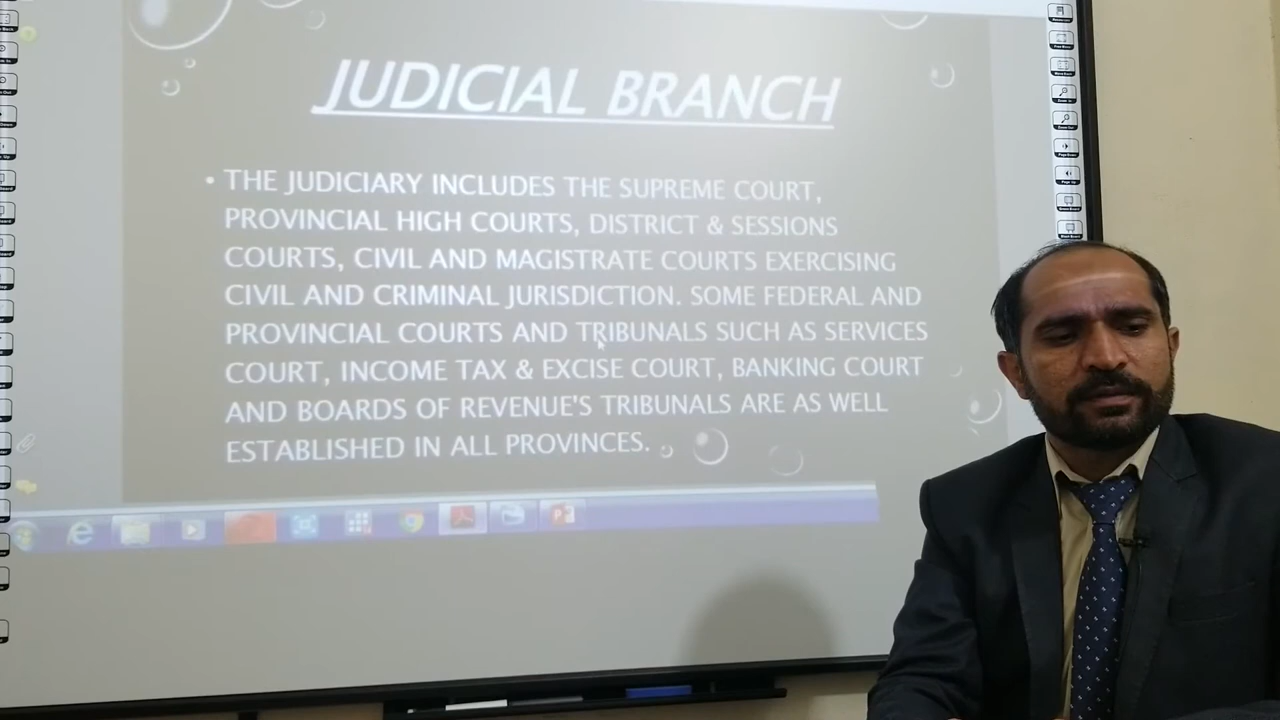 JUDICIAL BRANCH
• THE JUDICIARY INCLUDES THE SUPREME COURT,
PROVINCIAL HIGH COURTS, DISTRICT & SESSIONS
COURTS, CIVIL AND MAGISTRATE COURTS EXERCISING
CIVIL AND CRIMINAL JURISDICTION. SOME FEDERAL AND
PROVINCIAL COURTS AND TRIBUNALS SUCH AS SERVICES
COURT, INCOME TAX & EXCISE COURT, BANKING COURT
AND BOARDS OF REVENUE'S TRIBUNALS ARE AS WELL
ESTABLISHED IN ALL PROVINCES.